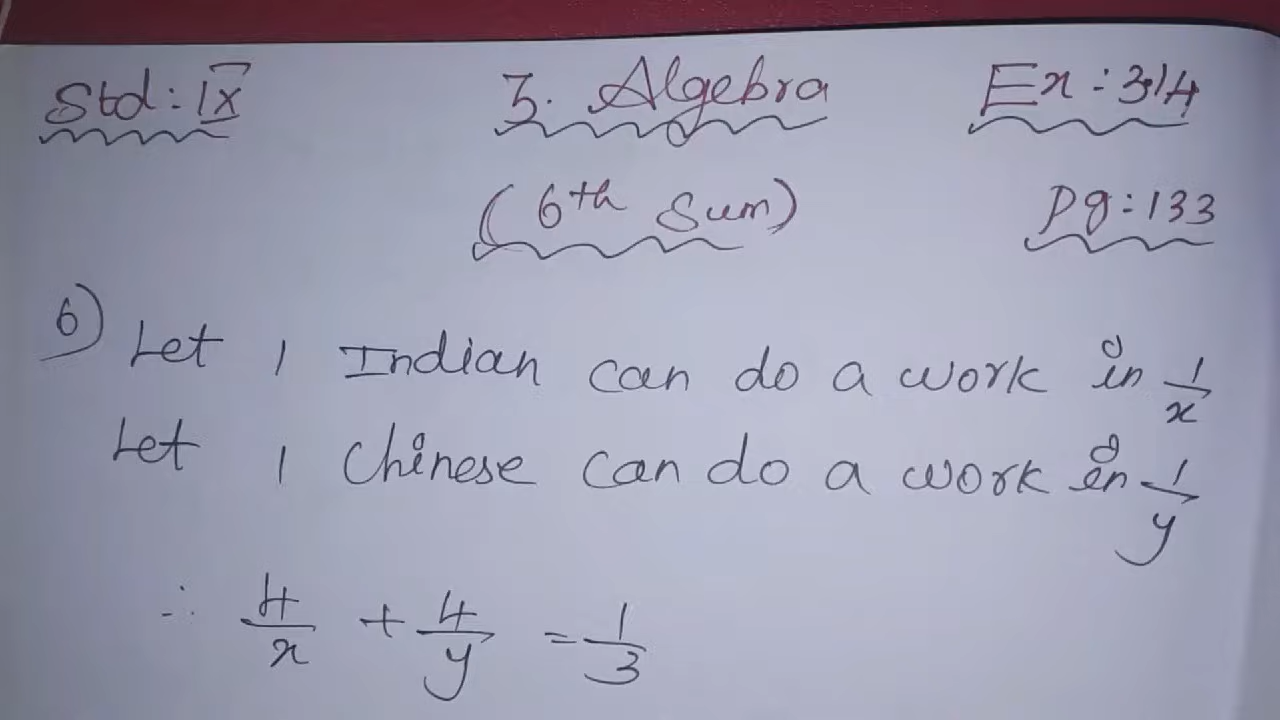 Std: IX 3. Algebra Ex: 3.14
(6th Sum) Pg: 133
6) Let 1 Indian can do a work in 1/x
Let 1 Chinese can do a work in 1/y
∴ 4/x + 4/y = 1/3